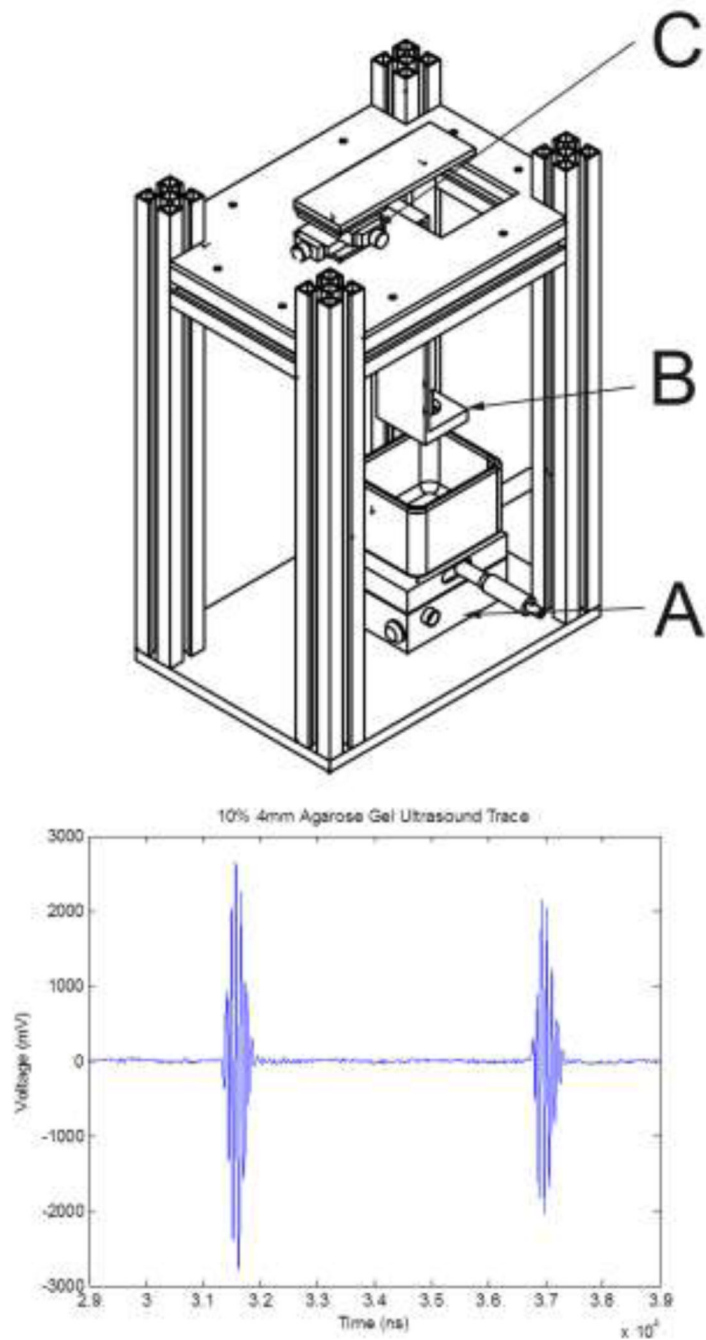 C
B
A
10% 4mm Agarose Gel Ultrasound Trace
3000
2000
1000
0
-1000
-2000
-3000
Voltage (mV)
2.9 3 3.1 3.2 3.3 3.4 3.5 3.6 3.7 3.8 3.9
Time (ns)
x 10⁴